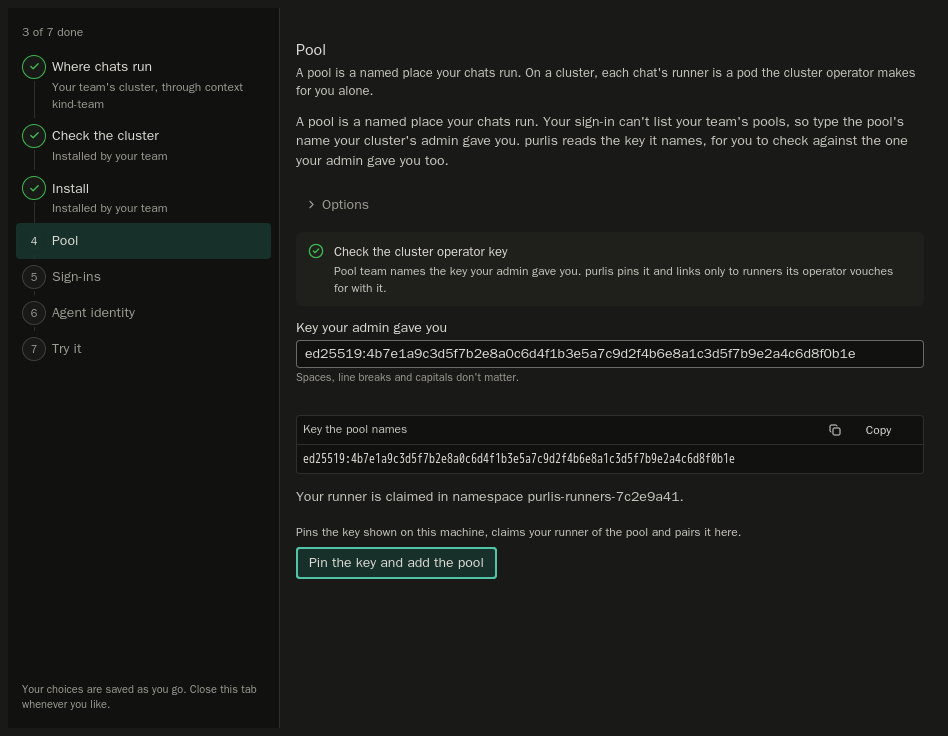 3 of 7 done
Where chats run
Your team's cluster, through context
kind-team
Check the cluster
Installed by your team
Install
Installed by your team
4 Pool
5 Sign-ins
6 Agent identity
7 Try it
Your choices are saved as you go. Close this tab
whenever you like.
Pool
A pool is a named place your chats run. On a cluster, each chat's runner is a pod the cluster operator makes
for you alone.
A pool is a named place your chats run. Your sign-in can't list your team's pools, so type the pool's
name your cluster's admin gave you. purlis reads the key it names, for you to check against the one
your admin gave you too.
Options
Check the cluster operator key
Pool team names the key your admin gave you. purlis pins it and links only to runners its operator vouches
for with it.
Key your admin gave you
ed25519:4b7e1a9c3d5f7b2e8a0c6d4f1b3e5a7c9d2f4b6e8a1c3d5f7b9e2a4c6d8f0b1e
Spaces, line breaks and capitals don't matter.
Key the pool names
Copy
ed25519:4b7e1a9c3d5f7b2e8a0c6d4f1b3e5a7c9d2f4b6e8a1c3d5f7b9e2a4c6d8f0b1e
Your runner is claimed in namespace purlis-runners-7c2e9a41.
Pins the key shown on this machine, claims your runner of the pool and pairs it here.
Pin the key and add the pool